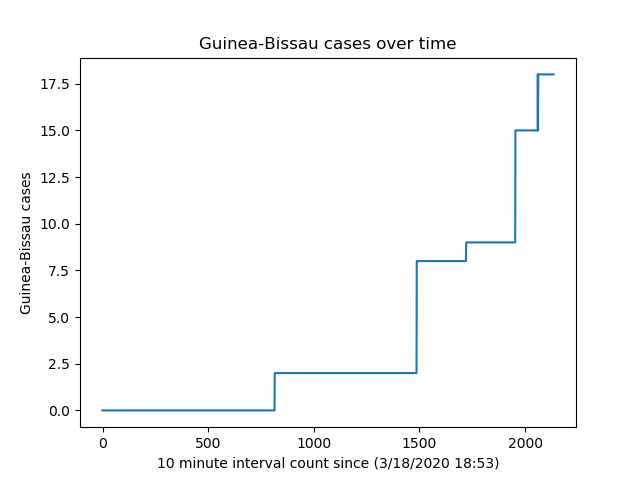 Guinea-Bissau cases over time
17.5
15.0
12.5
10.0
7.5
5.0
2.5
0.0
Guinea-Bissau cases
0 500 1000 1500 2000
10 minute interval count since (3/18/2020 18:53)